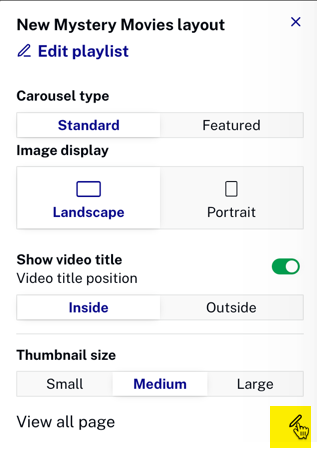 New Mystery Movies layout
Edit playlist
Carousel type
Standard Featured
Image display
Landscape Portrait
Show video title
Video title position
Inside Outside
Thumbnail size
Small Medium Large
View all page